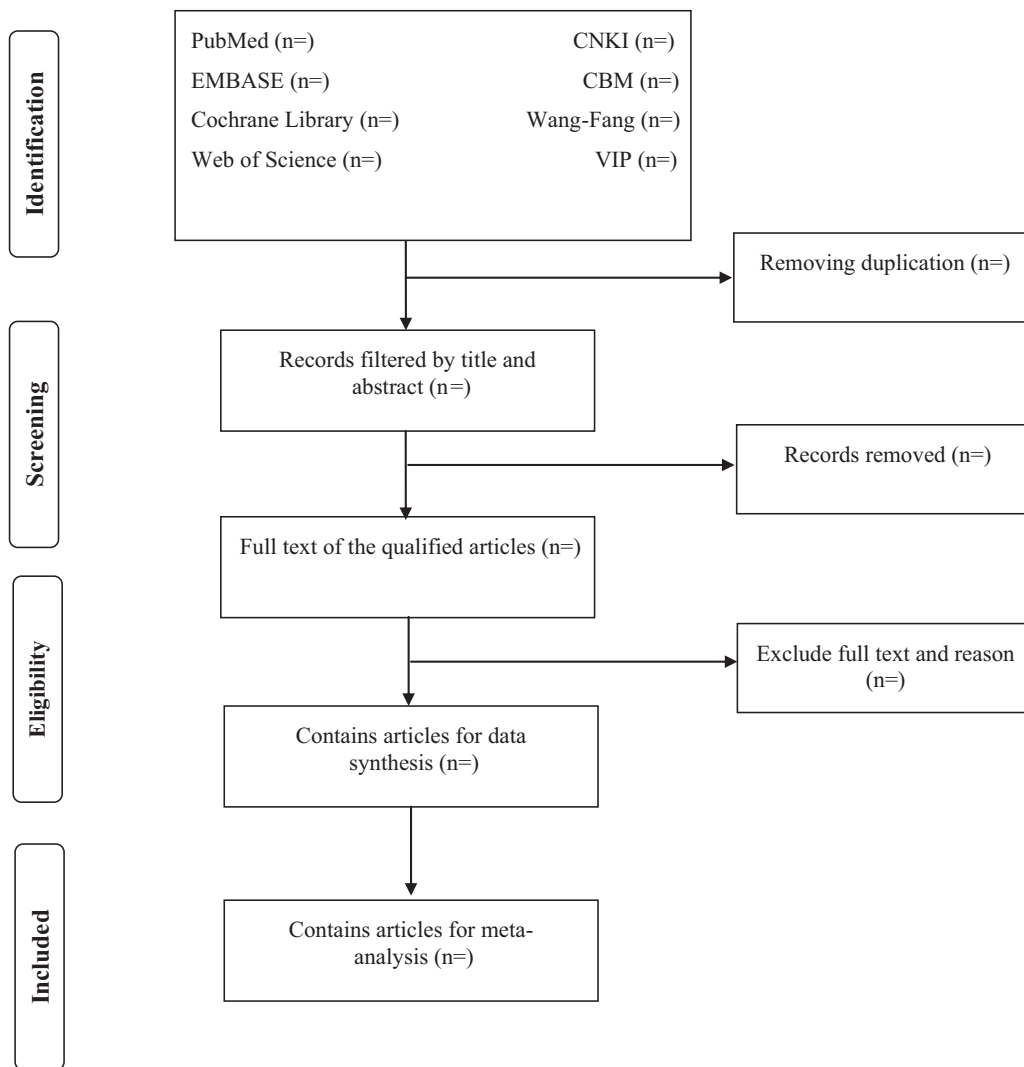 Identification
PubMed (n=)
EMBASE (n=)
Cochrane Library (n=)
Web of Science (n=)
CNKI (n=)
CBM (n=)
Wang-Fang (n=)
VIP (n=)
Removing duplication (n=)
Screening
Records filtered by title and
abstract (n=)
Records removed (n=)
Full text of the qualified articles (n=)
Eligibility
Exclude full text and reason
(n=)
Contains articles for data
synthesis (n=)
Included
Contains articles for meta-
analysis (n=)